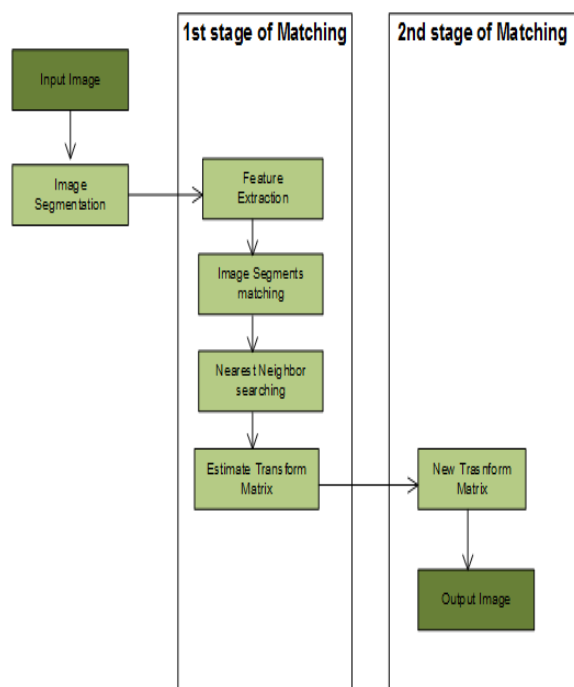 1st stage of Matching
2nd stage of Matching
Input Image
Image
Segmentation
Feature
Extraction
Image Segments
matching
Nearest Neighbor
searching
Estimate Transform
Matrix
New Trasnform
Matrix
Output Image